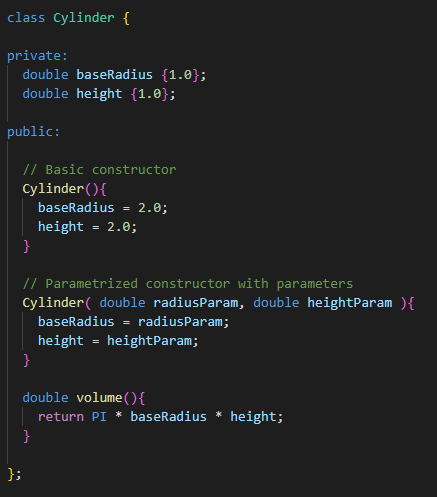 class Cylinder {
private:
double baseRadius {1.0};
double height {1.0};
public:
// Basic constructor
Cylinder(){
baseRadius = 2.0;
height = 2.0;
}
// Parametrized constructor with parameters
Cylinder( double radiusParam, double heightParam ){
baseRadius = radiusParam;
height = heightParam;
}
double volume(){
return PI * baseRadius * height;
}
};